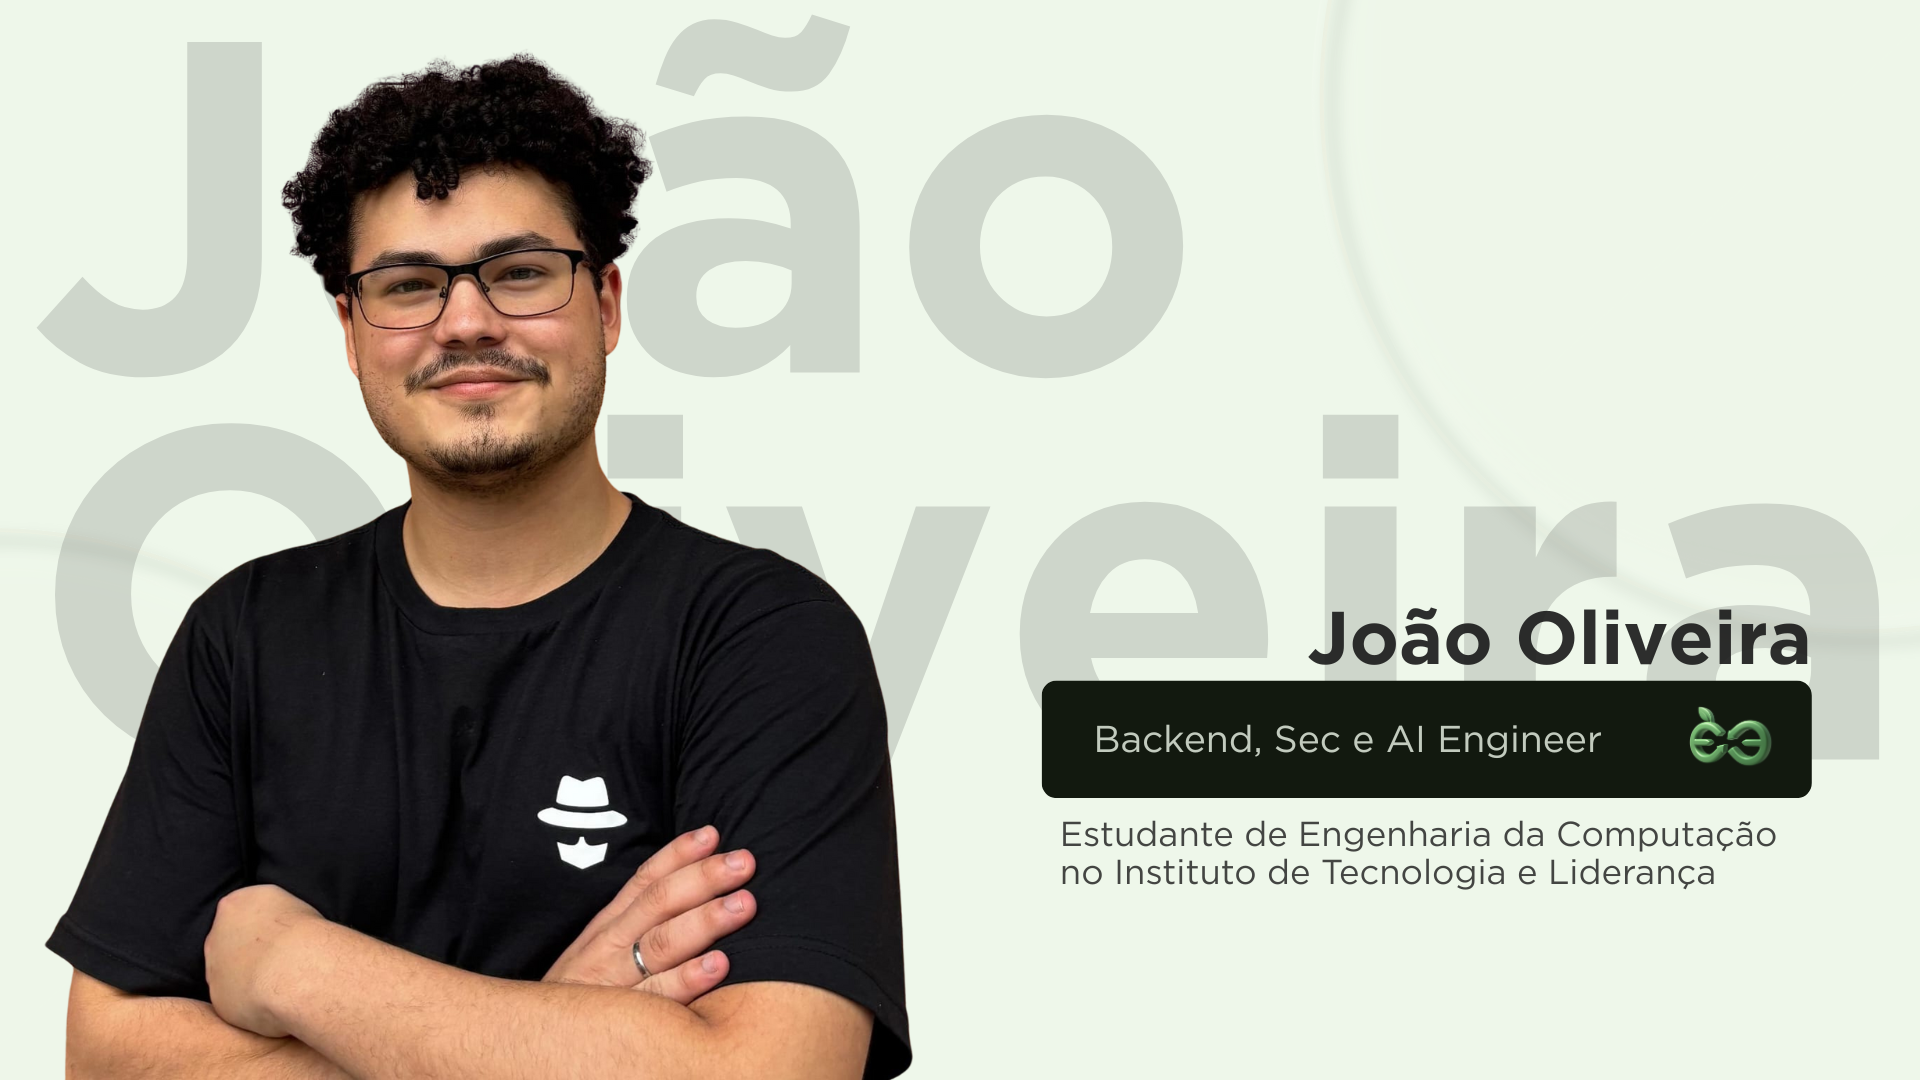 João
Oliveira
João Oliveira
Backend, Sec e AI Engineer
Estudante de Engenharia da Computação
no Instituto de Tecnologia e Liderança